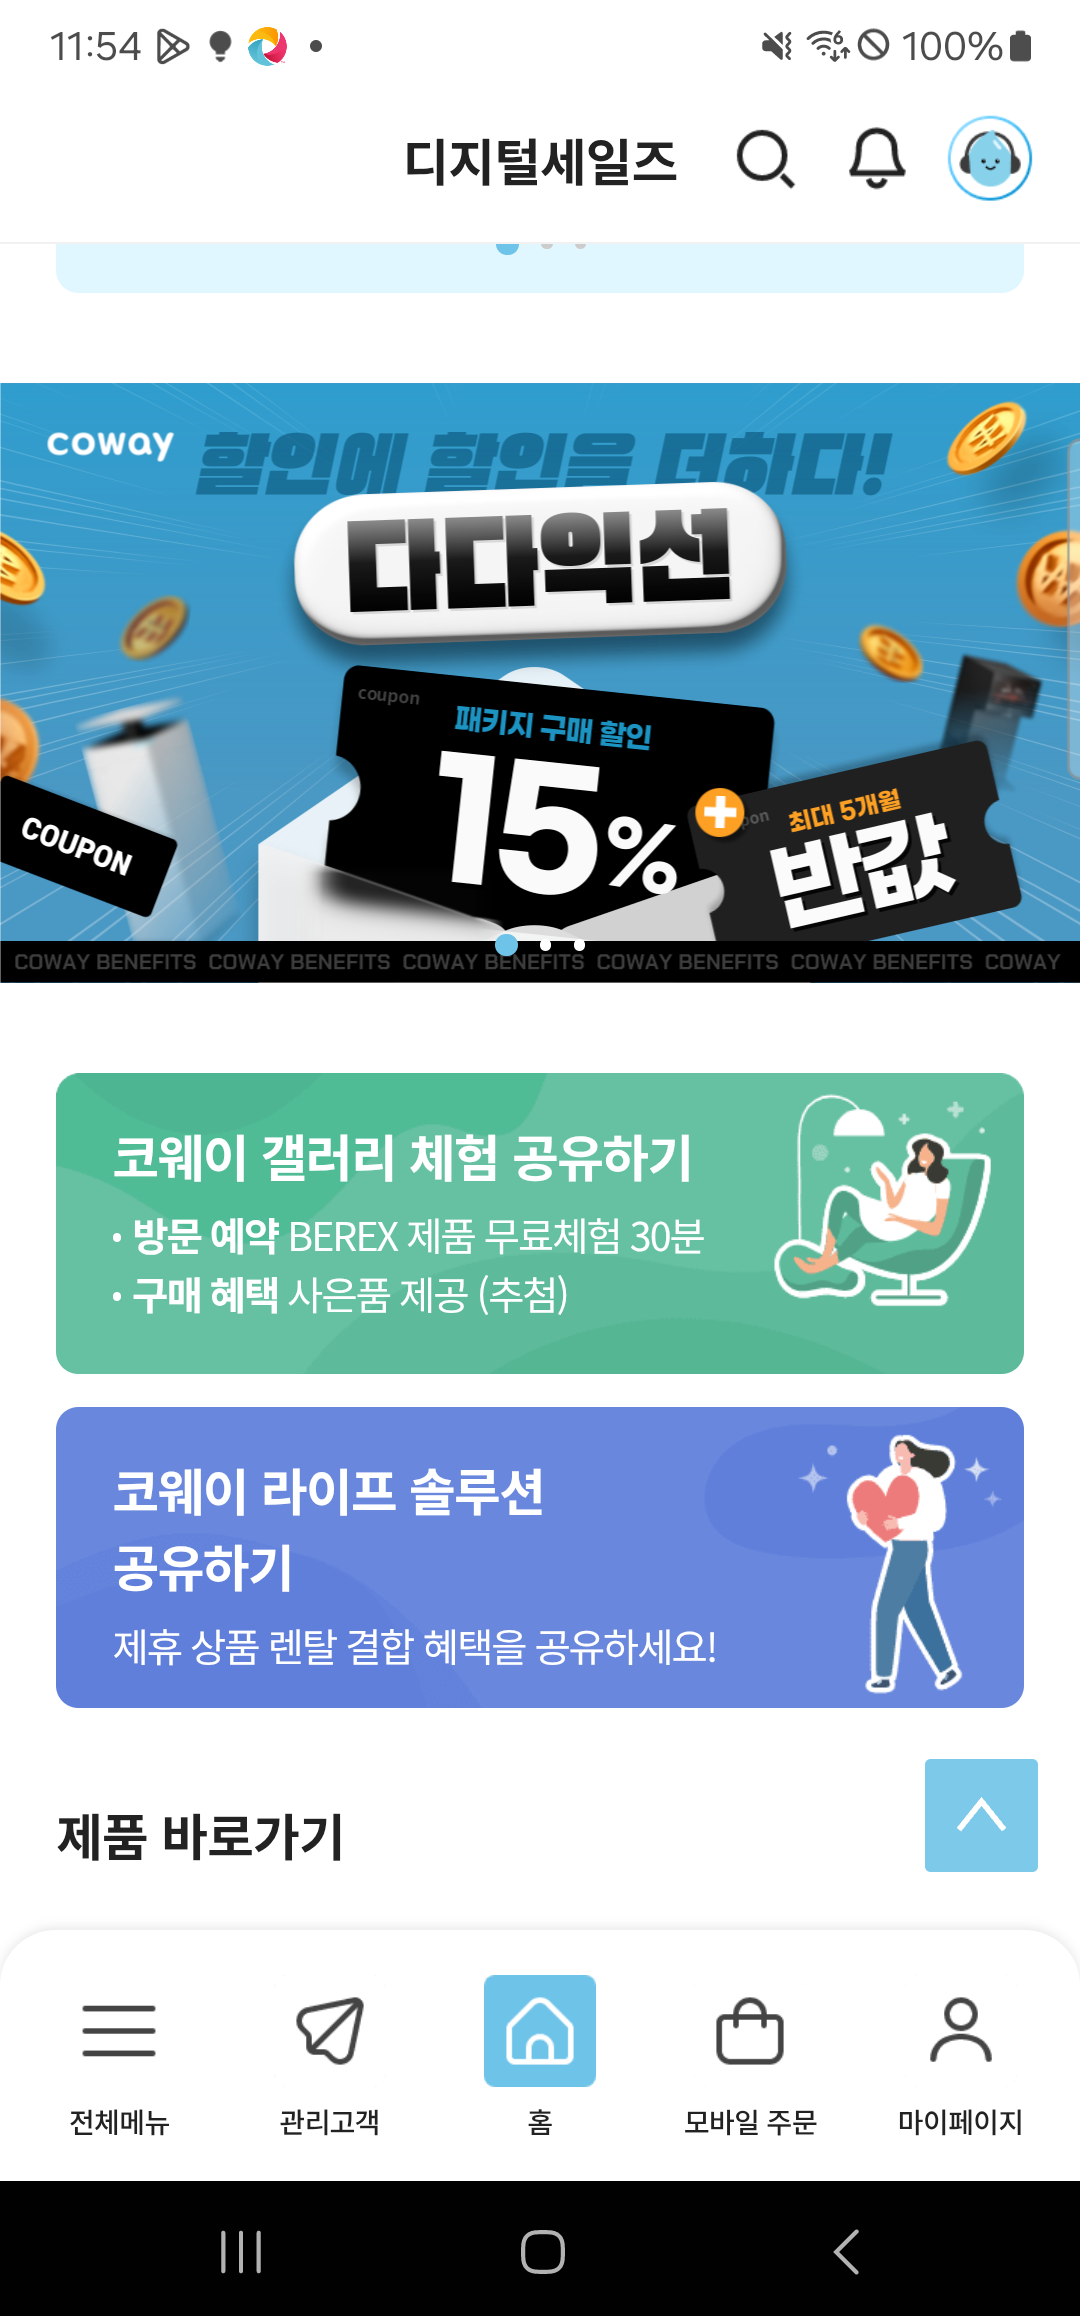 11:54
100%
디지털세일즈
coway
할인에 할인을 더하다!
다다익선
coupon
패키지 구매 할인
15%
최대 5개월
반값
COUPON
COWAY BENEFITS COWAY BENEFITS COWAY BENEFITS COWAY BENEFITS COWAY BENEFITS COWAY
코웨이 갤러리 체험 공유하기
• 방문 예약 BEREX 제품 무료체험 30분
• 구매 혜택 사은품 제공 (추첨)
코웨이 라이프 솔루션
공유하기
제휴 상품 렌탈 결합 혜택을 공유하세요!
제품 바로가기
전체메뉴
관리고객
홈
모바일 주문
마이페이지